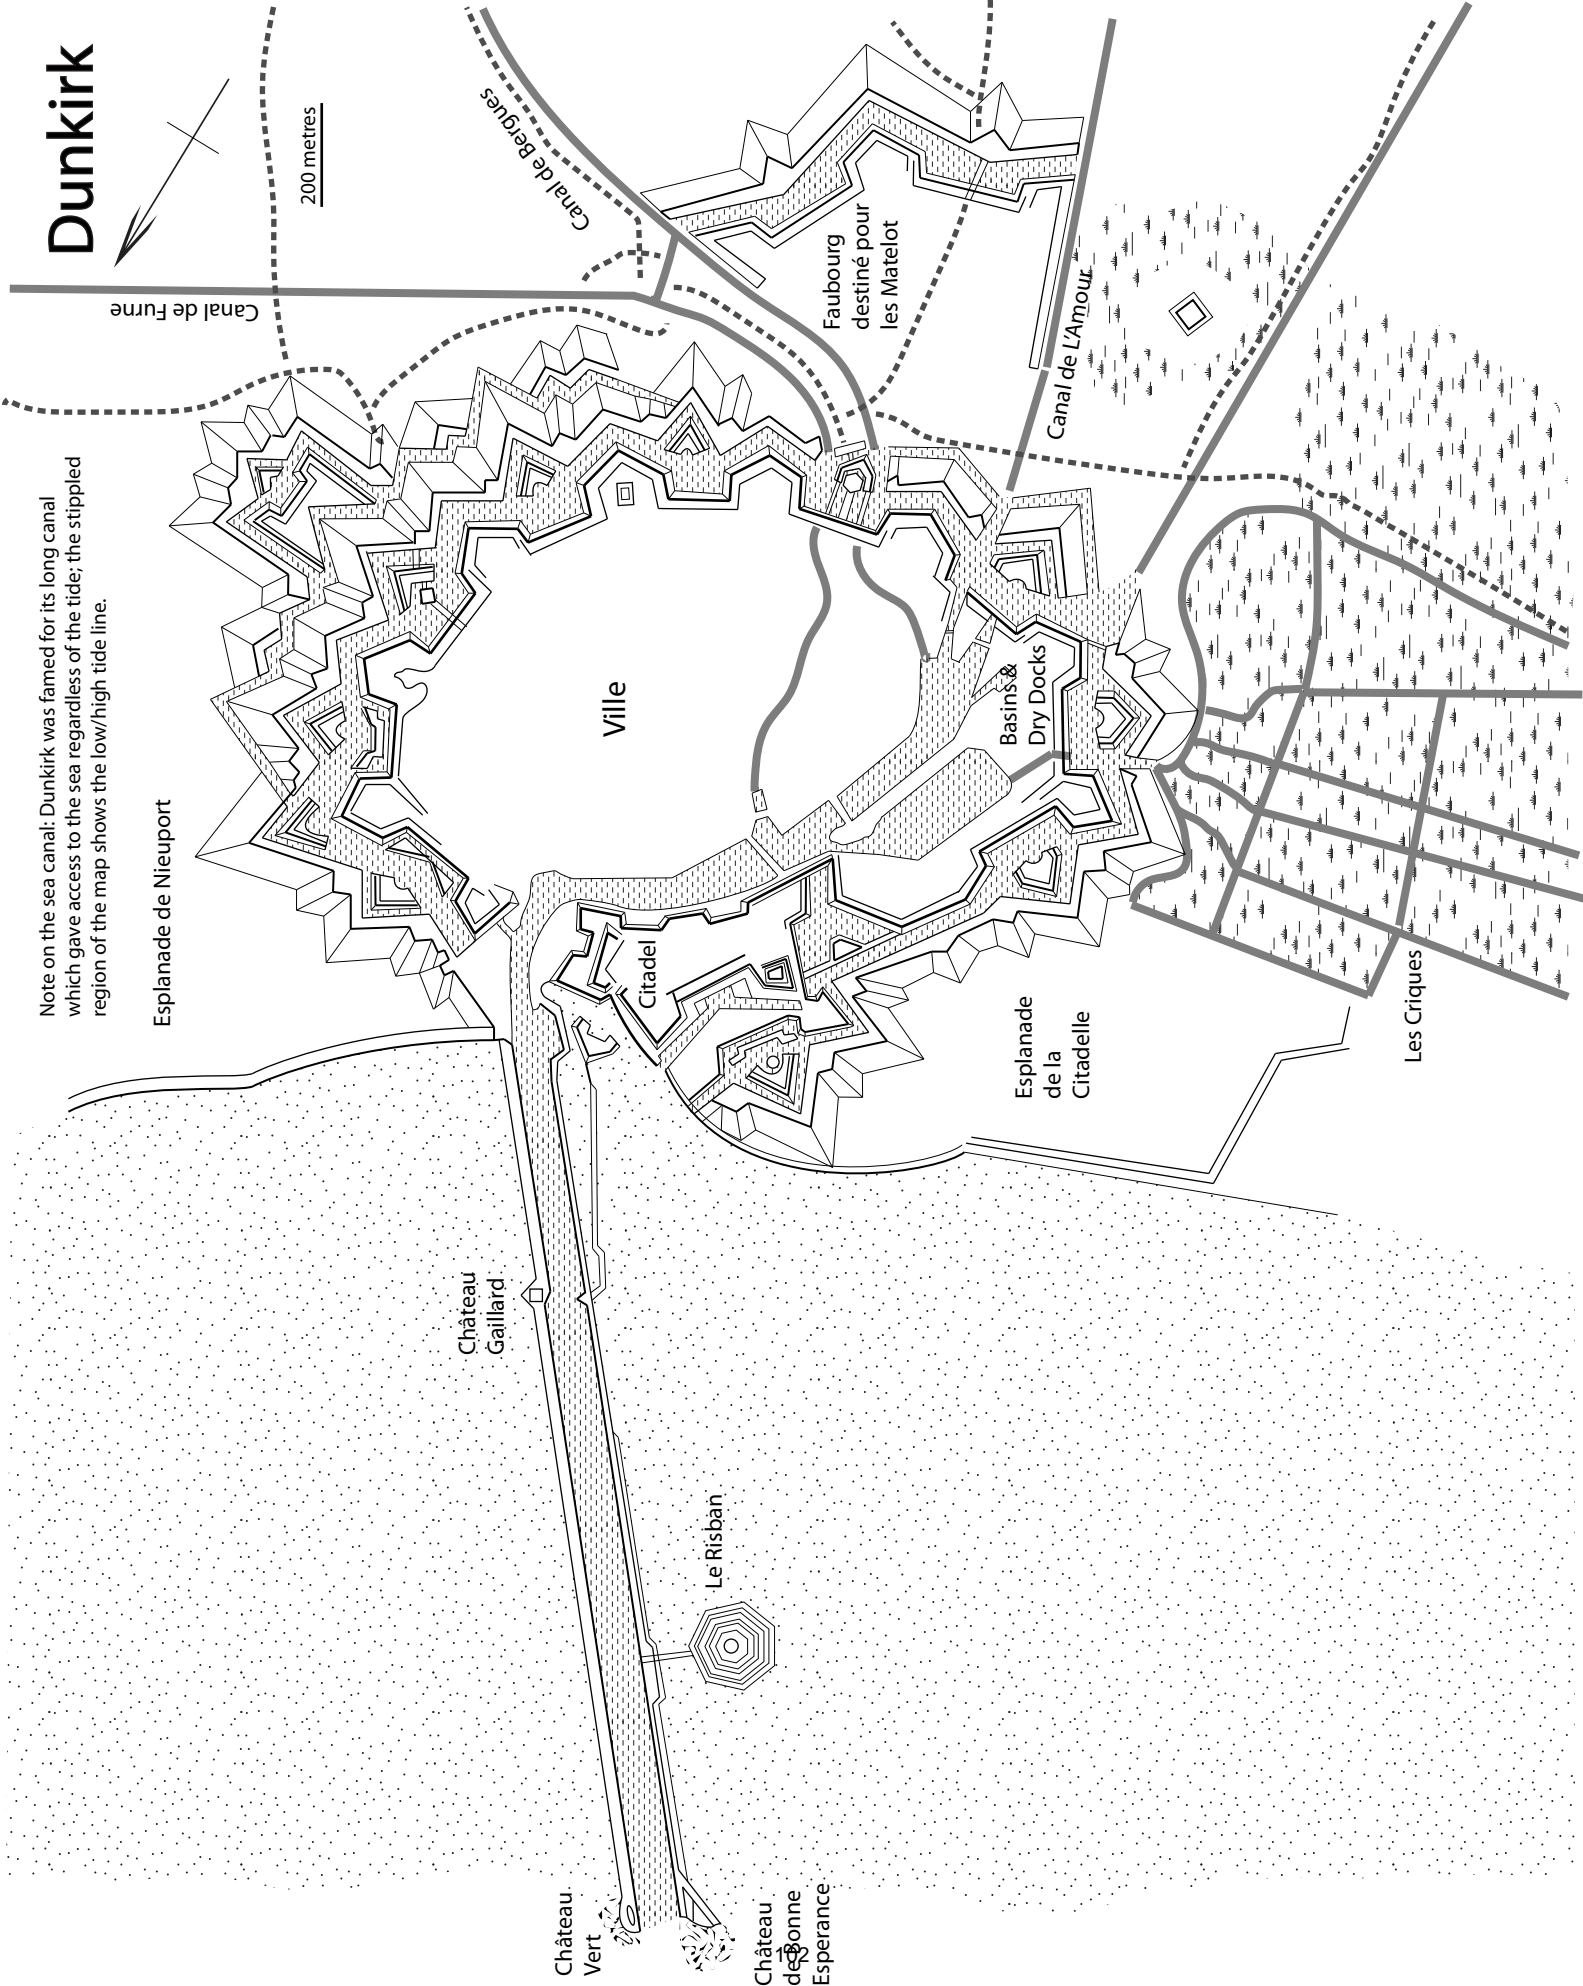 Dunkirk
Note on the sea canal: Dunkirk was famed for its long canal
which gave access to the sea regardless of the tide; the stippled
region of the map shows the low/high tide line.
200 metres
Canal de Furne
Canal de Bergues
Faubourg
destiné pour
les Matelot
Canal de L'Amour
Esplanade de Nieuport
Ville
Basins &
Dry Docks
Citadel
Esplanade
de la
Citadelle
Les Criques
Château
Gaillard
Le Risban
Château
Vert
Château
de Bonne
Esperance
102